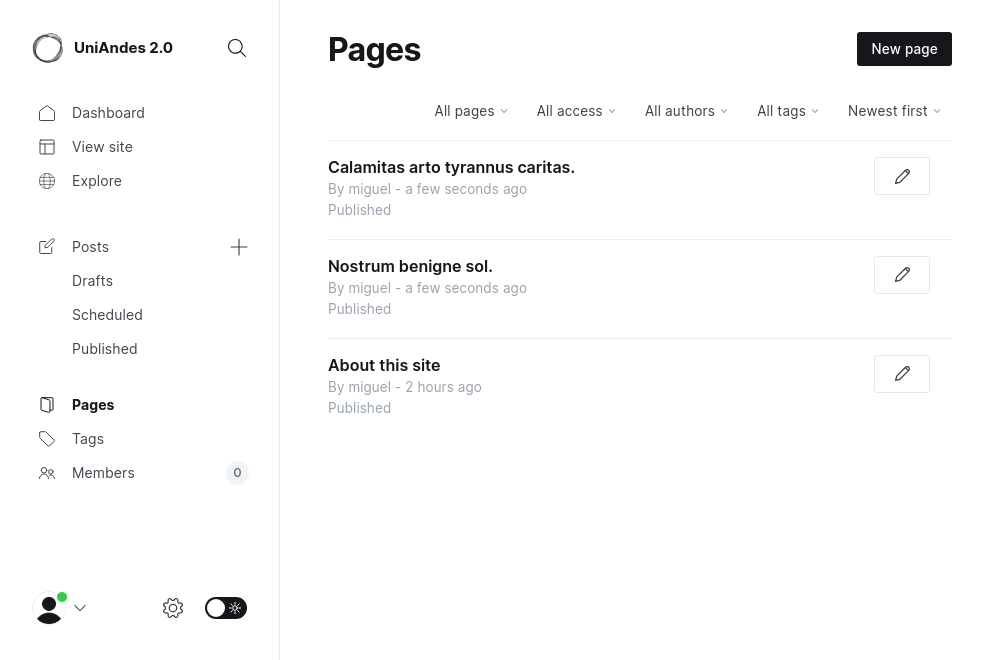 UniAndes 2.0
Dashboard
View site
Explore
Posts
Drafts
Scheduled
Published
Pages
Tags
Members
0
Pages
New page
All pages
All access
All authors
All tags
Newest first
Calamitas arto tyrannus caritas.
By miguel - a few seconds ago
Published
Nostrum benigne sol.
By miguel - a few seconds ago
Published
About this site
By miguel - 2 hours ago
Published